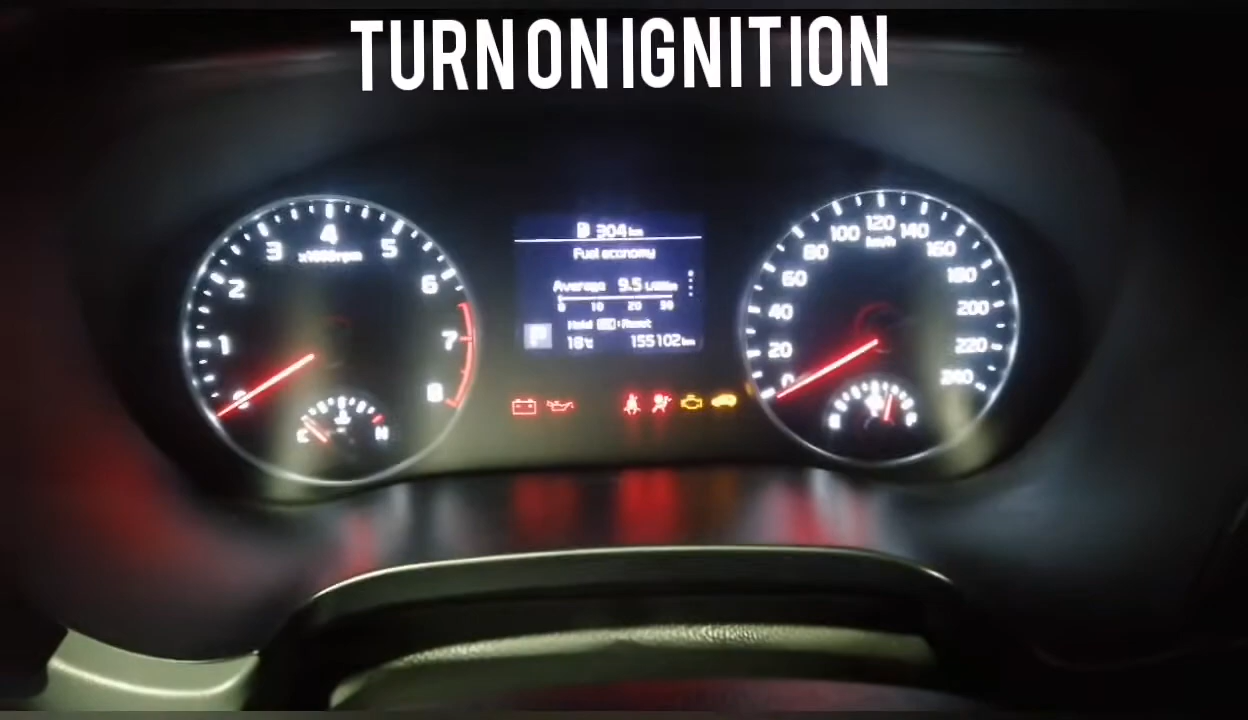 TURN ON IGNITION
304 km
Fuel economy
Average 9.5
0 10 20 30
Hold OK : Reset
18°C 155102 km
0 1 2 3 4 5 6 7 8
x1000rpm
C H
0 20 40 60 80 100 120 140 160 180 200 220 240
km/h